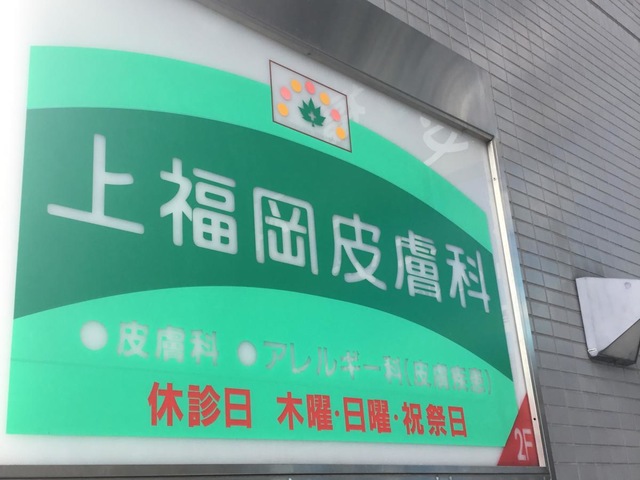 上福岡皮膚科
●皮膚科 ●アレルギー科(皮膚疾患)
休診日 木曜・日曜・祝祭日
2F